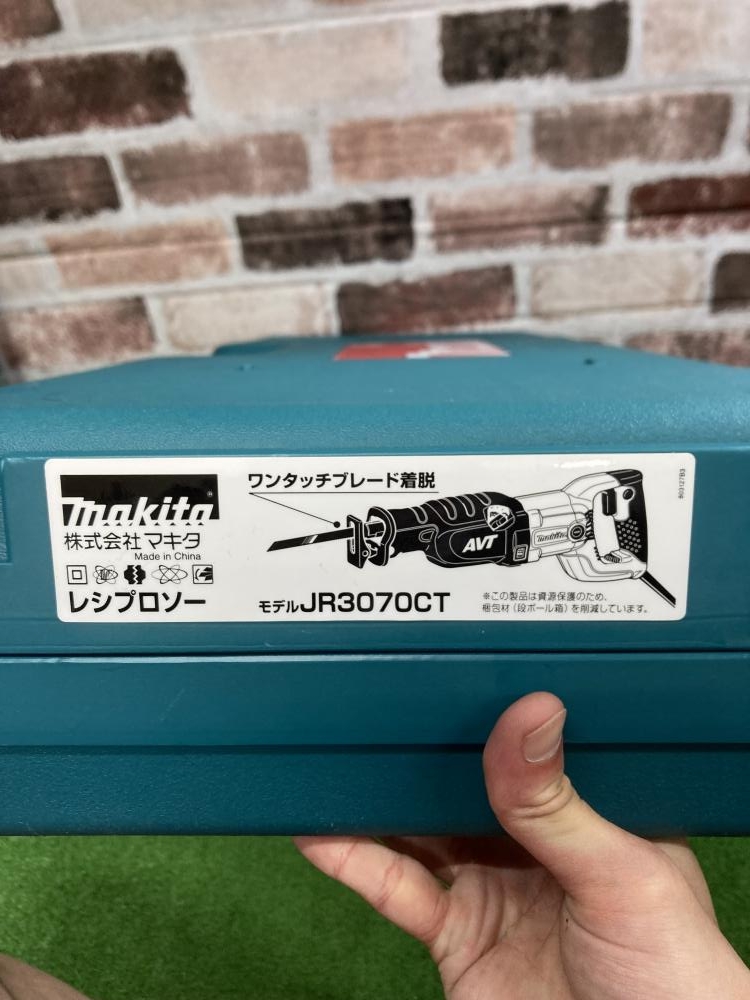 makita®
株式会社マキタ
Made in China
レシプロソー
ワンタッチブレード着脱
AVT
makita
モデルJR3070CT
※この製品は資源保護のため、
梱包材（段ボール箱）を削減しています。